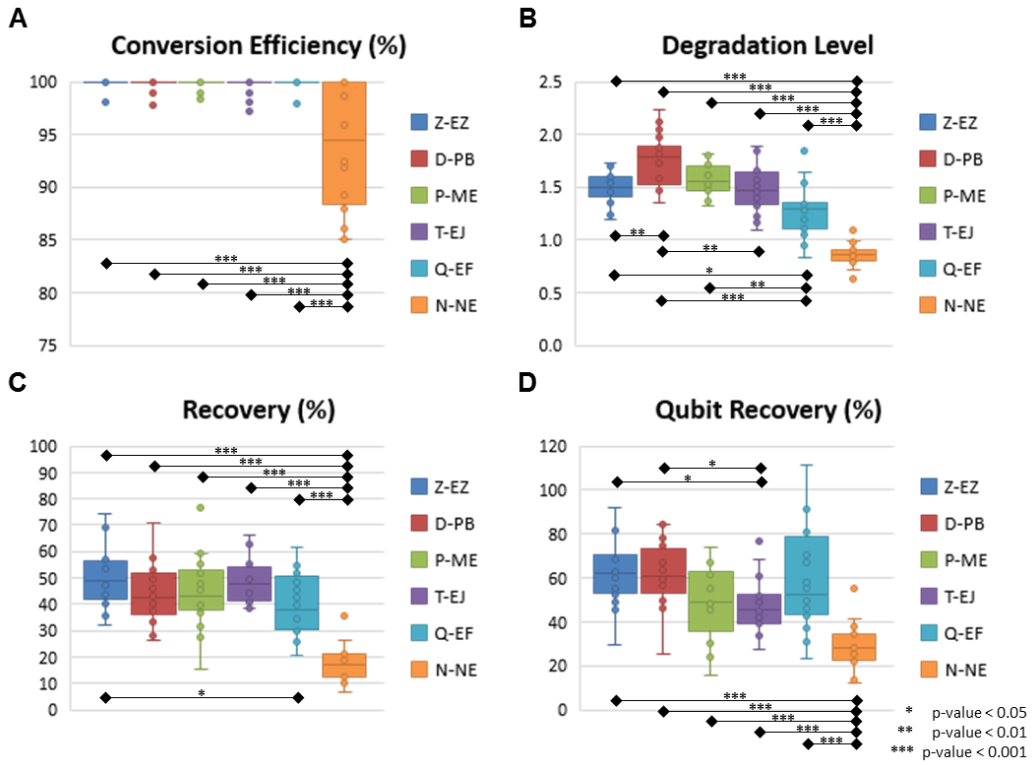 A
Conversion Efficiency (%)
100
95
90
85
80
75
***
***
***
***
***
Z-EZ
D-PB
P-ME
T-EJ
Q-EF
N-NE
B
Degradation Level
2.5
2.0
1.5
1.0
0.5
0.0
***
***
***
***
***
**
**
*
**
***
Z-EZ
D-PB
P-ME
T-EJ
Q-EF
N-NE
C
Recovery (%)
100
90
80
70
60
50
40
30
20
10
0
***
***
***
***
***
*
Z-EZ
D-PB
P-ME
T-EJ
Q-EF
N-NE
D
Qubit Recovery (%)
120
100
80
60
40
20
0
*
*
***
***
***
***
***
Z-EZ
D-PB
P-ME
T-EJ
Q-EF
N-NE
* p-value < 0.05
** p-value < 0.01
*** p-value < 0.001